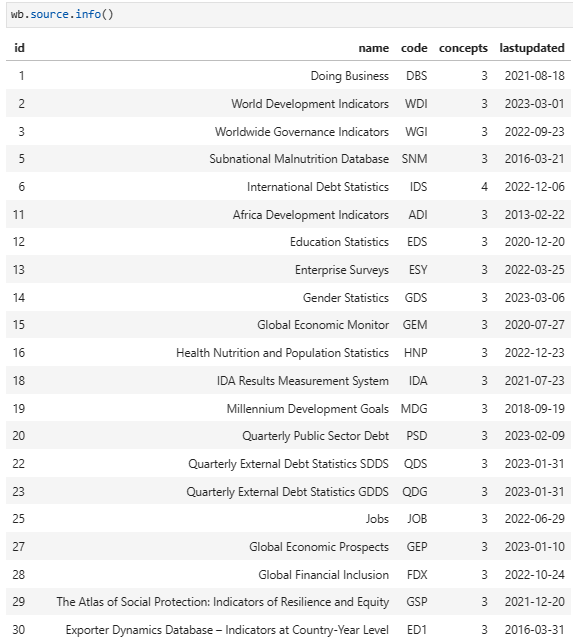 wb.source.info()
id name code concepts lastupdated
1 Doing Business DBS 3 2021-08-18
2 World Development Indicators WDI 3 2023-03-01
3 Worldwide Governance Indicators WGI 3 2022-09-23
5 Subnational Malnutrition Database SNM 3 2016-03-21
6 International Debt Statistics IDS 4 2022-12-06
11 Africa Development Indicators ADI 3 2013-02-22
12 Education Statistics EDS 3 2020-12-20
13 Enterprise Surveys ESY 3 2022-03-25
14 Gender Statistics GDS 3 2023-03-06
15 Global Economic Monitor GEM 3 2020-07-27
16 Health Nutrition and Population Statistics HNP 3 2022-12-23
18 IDA Results Measurement System IDA 3 2021-07-23
19 Millennium Development Goals MDG 3 2018-09-19
20 Quarterly Public Sector Debt PSD 3 2023-02-09
22 Quarterly External Debt Statistics SDDS QDS 3 2023-01-31
23 Quarterly External Debt Statistics GDDS QDG 3 2023-01-31
25 Jobs JOB 3 2022-06-29
27 Global Economic Prospects GEP 3 2023-01-10
28 Global Financial Inclusion FDX 3 2022-10-24
29 The Atlas of Social Protection: Indicators of Resilience and Equity GSP 3 2021-12-20
30 Exporter Dynamics Database – Indicators at Country-Year Level ED1 3 2016-03-31